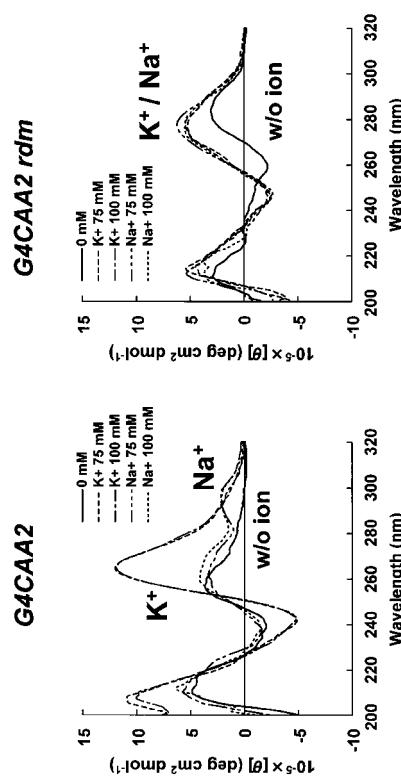 G4CAA2
10⁻⁵ × [θ] (deg cm² dmol⁻¹)
15
10
5
0
-5
-10
0 mM
K+ 75 mM
K+ 100 mM
Na+ 75 mM
Na+ 100 mM
K⁺
Na⁺
w/o ion
200 220 240 260 280 300 320
Wavelength (nm)
G4CAA2 rdm
10⁻⁵ × [θ] (deg cm² dmol⁻¹)
15
10
5
0
-5
-10
0 mM
K+ 75 mM
K+ 100 mM
Na+ 75 mM
Na+ 100 mM
K⁺ / Na⁺
w/o ion
200 220 240 260 280 300 320
Wavelength (nm)